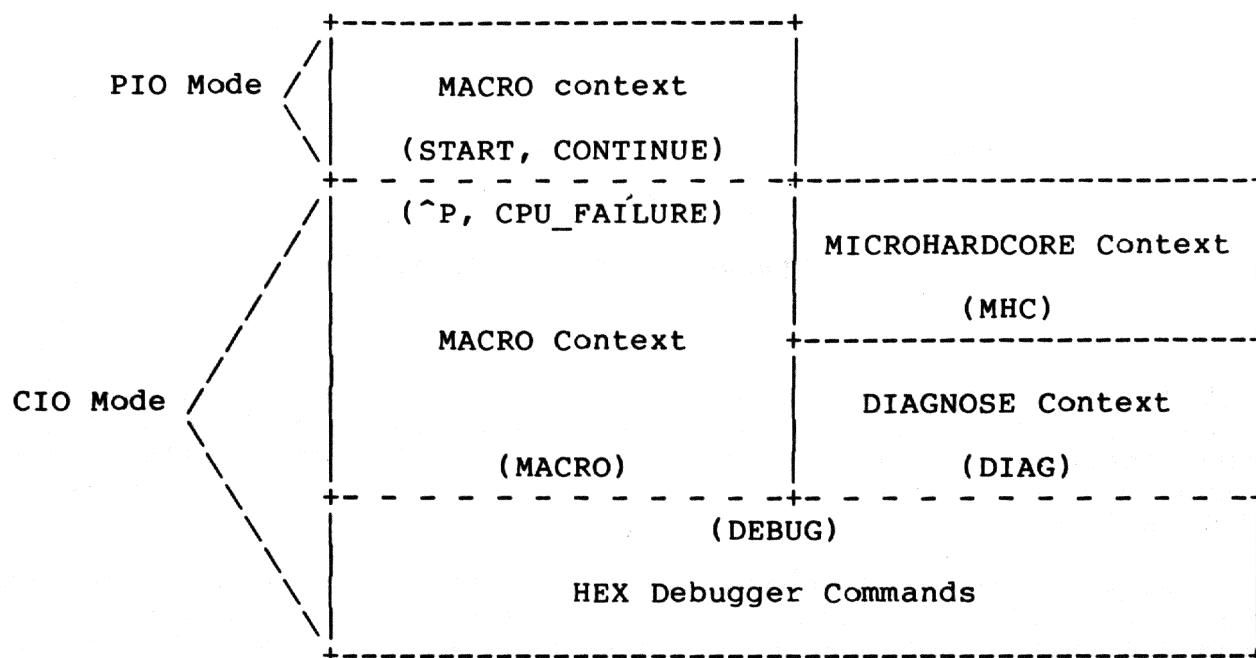 PIO Mode
MACRO context
(START, CONTINUE)
(^P, CPU_FAILURE)
MICROHARDCORE Context
(MHC)
MACRO Context
CIO Mode
DIAGNOSE Context
(MACRO)
(DIAG)
(DEBUG)
HEX Debugger Commands